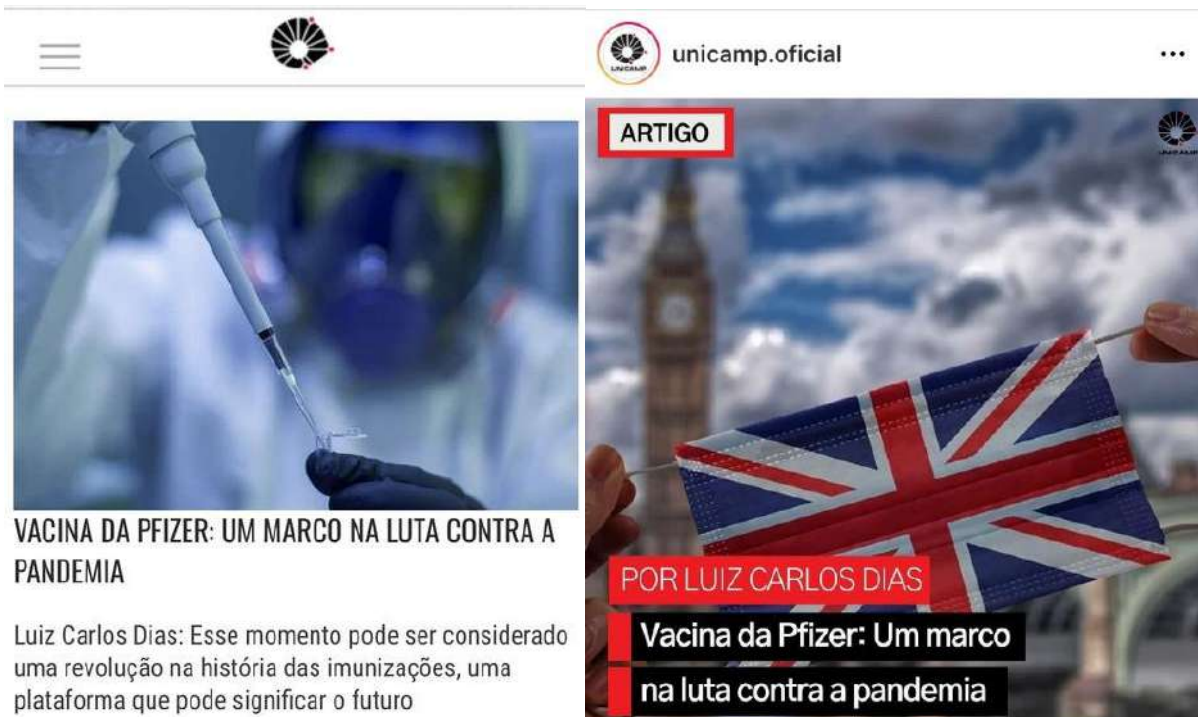 VACINA DA PFIZER: UM MARCO NA LUTA CONTRA A
PANDEMIA
Luiz Carlos Dias: Esse momento pode ser considerado
uma revolução na história das imunizações, uma
plataforma que pode significar o futuro
UNICAMP
unicamp.oficial
ARTIGO
UNICAMP
POR LUIZ CARLOS DIAS
Vacina da Pfizer: Um marco
na luta contra a pandemia